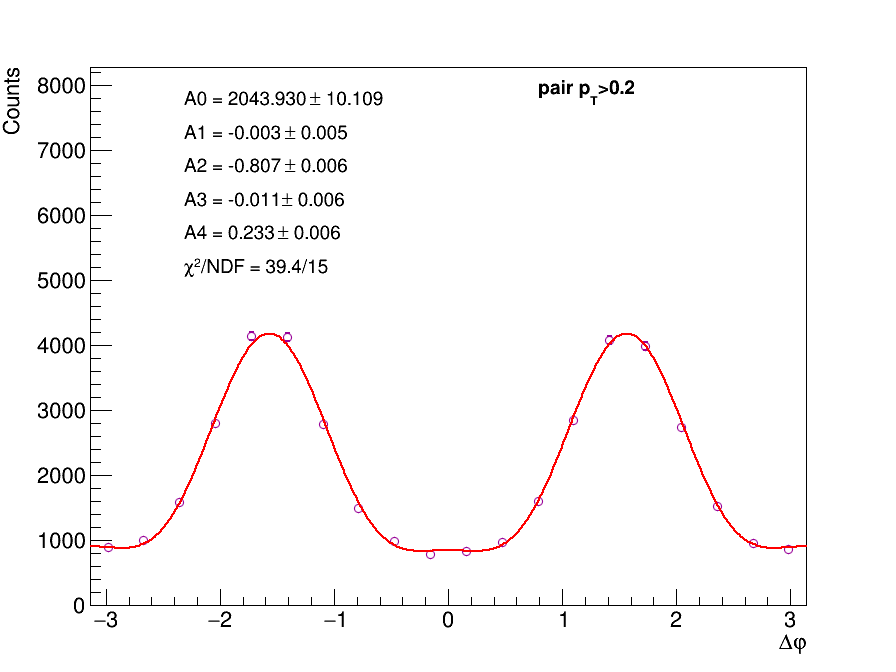 Counts
8000
7000
6000
5000
4000
3000
2000
1000
0
A0 = 2043.930 ± 10.109
A1 = -0.003 ± 0.005
A2 = -0.807 ± 0.006
A3 = -0.011 ± 0.006
A4 = 0.233 ± 0.006
χ²/NDF = 39.4/15
pair p_T>0.2
−3 −2 −1 0 1 2 3
Δφ